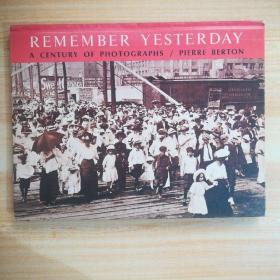 REMEMBER YESTERDAY
A CENTURY OF PHOTOGRAPHS / PIERRE BERTON